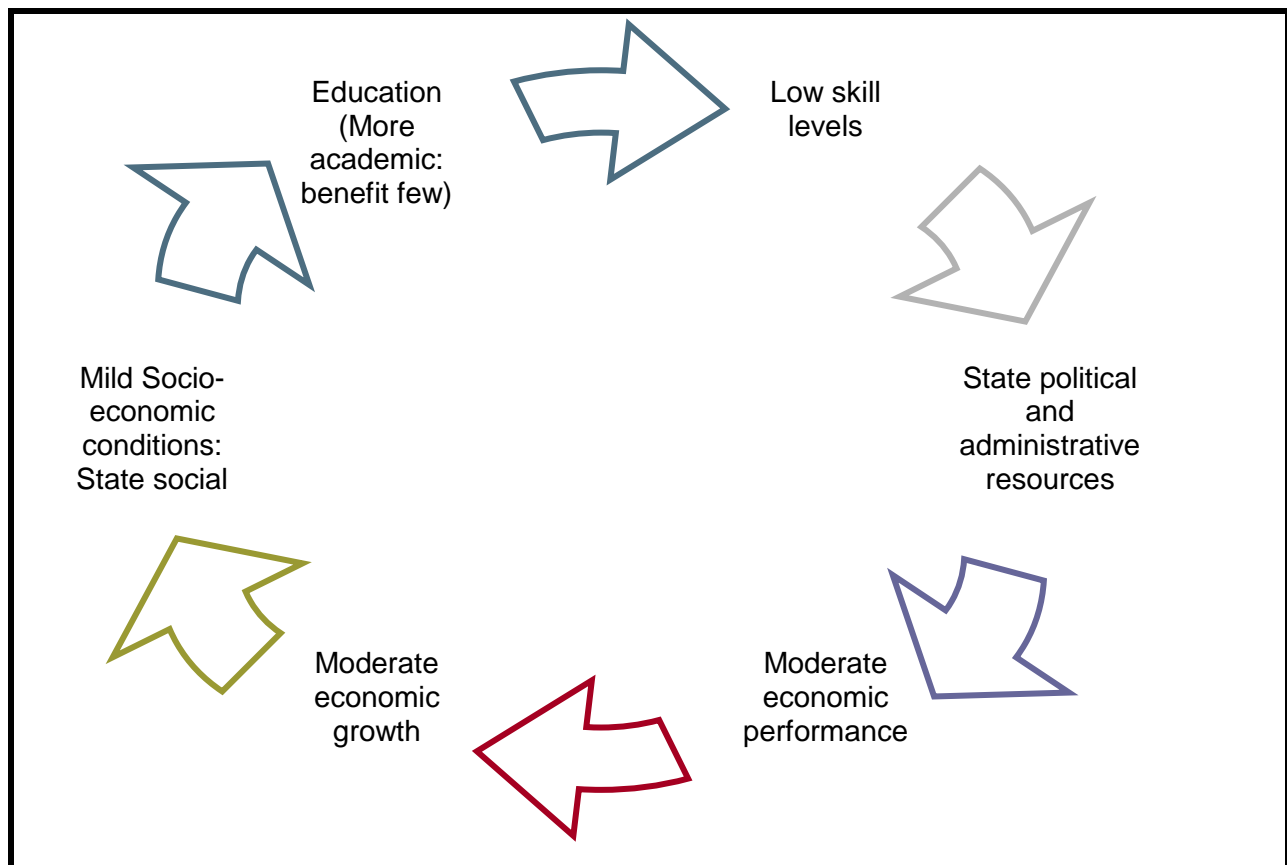 Education
(More
academic:
benefit few)
Low skill
levels
State political
and
administrative
resources
Moderate
economic
performance
Moderate
economic
growth
Mild Socio-
economic
conditions:
State social